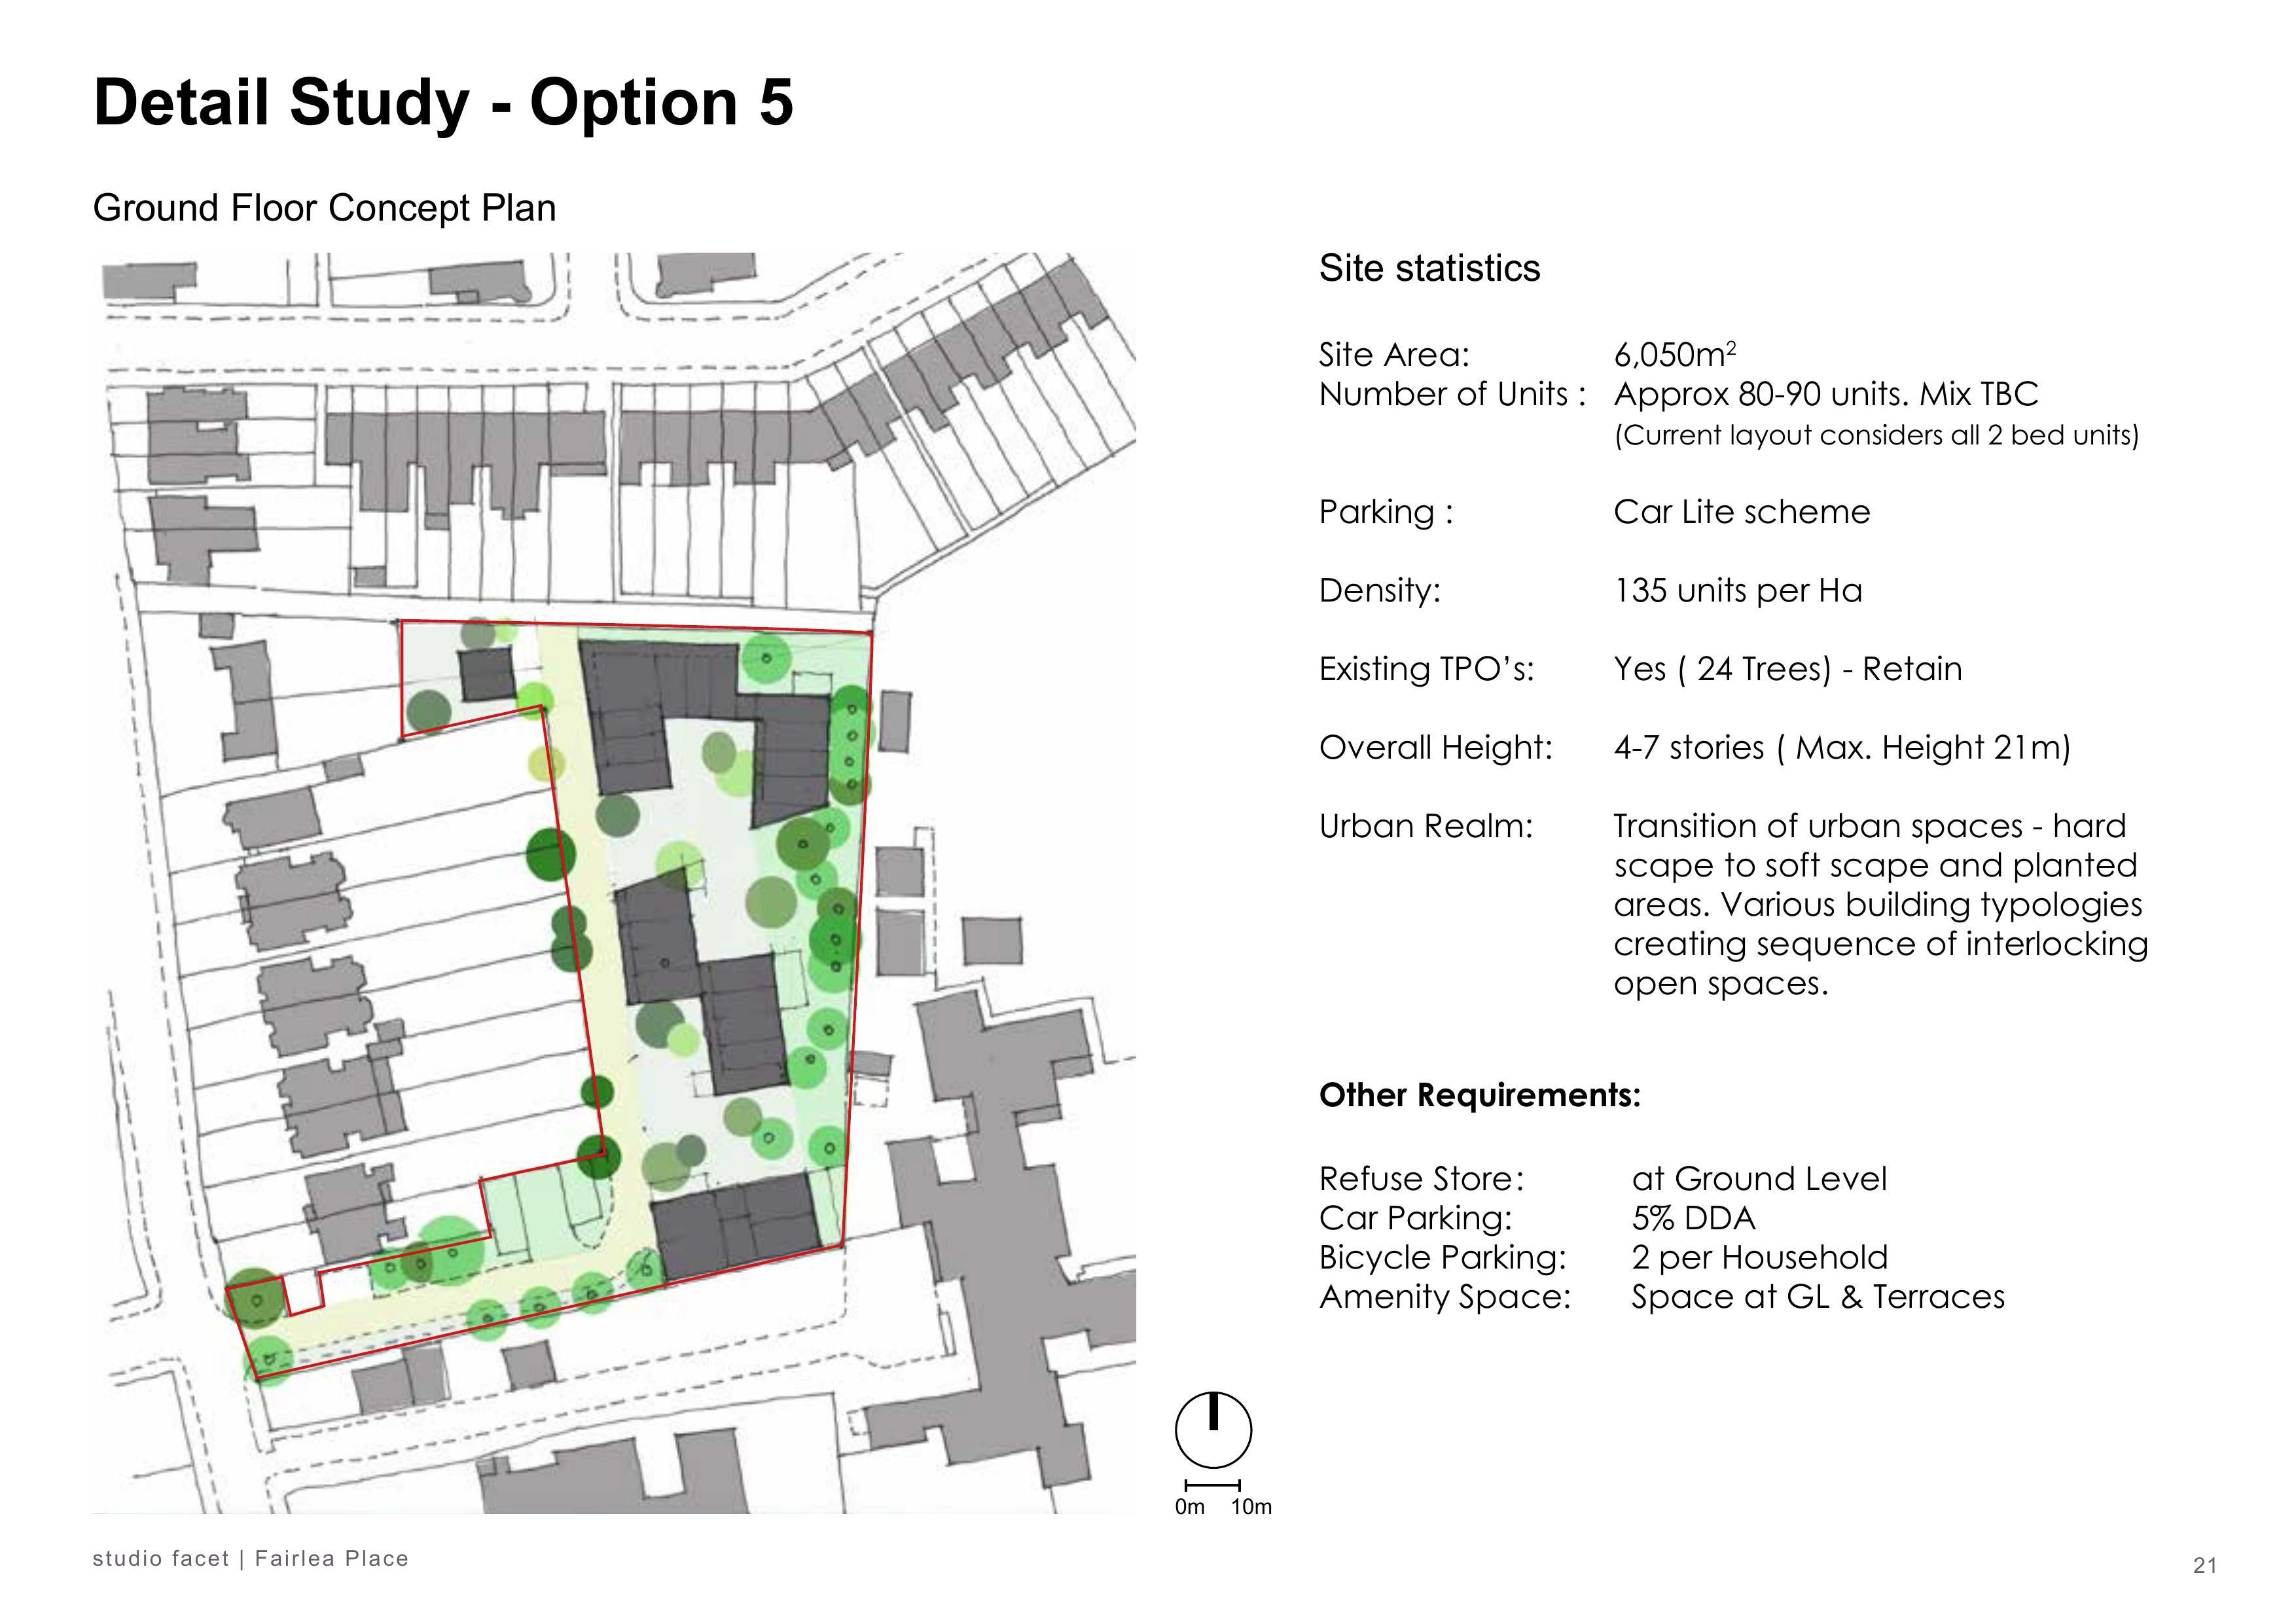 Detail Study - Option 5
Ground Floor Concept Plan
Site statistics
Site Area: 6,050m²
Number of Units : Approx 80-90 units. Mix TBC
(Current layout considers all 2 bed units)
Parking : Car Lite scheme
Density: 135 units per Ha
Existing TPO's: Yes ( 24 Trees) - Retain
Overall Height: 4-7 stories ( Max. Height 21m)
Urban Realm: Transition of urban spaces - hard
scape to soft scape and planted
areas. Various building typologies
creating sequence of interlocking
open spaces.
Other Requirements:
Refuse Store: at Ground Level
Car Parking: 5% DDA
Bicycle Parking: 2 per Household
Amenity Space: Space at GL & Terraces
0m 10m
studio facet | Fairlea Place
21